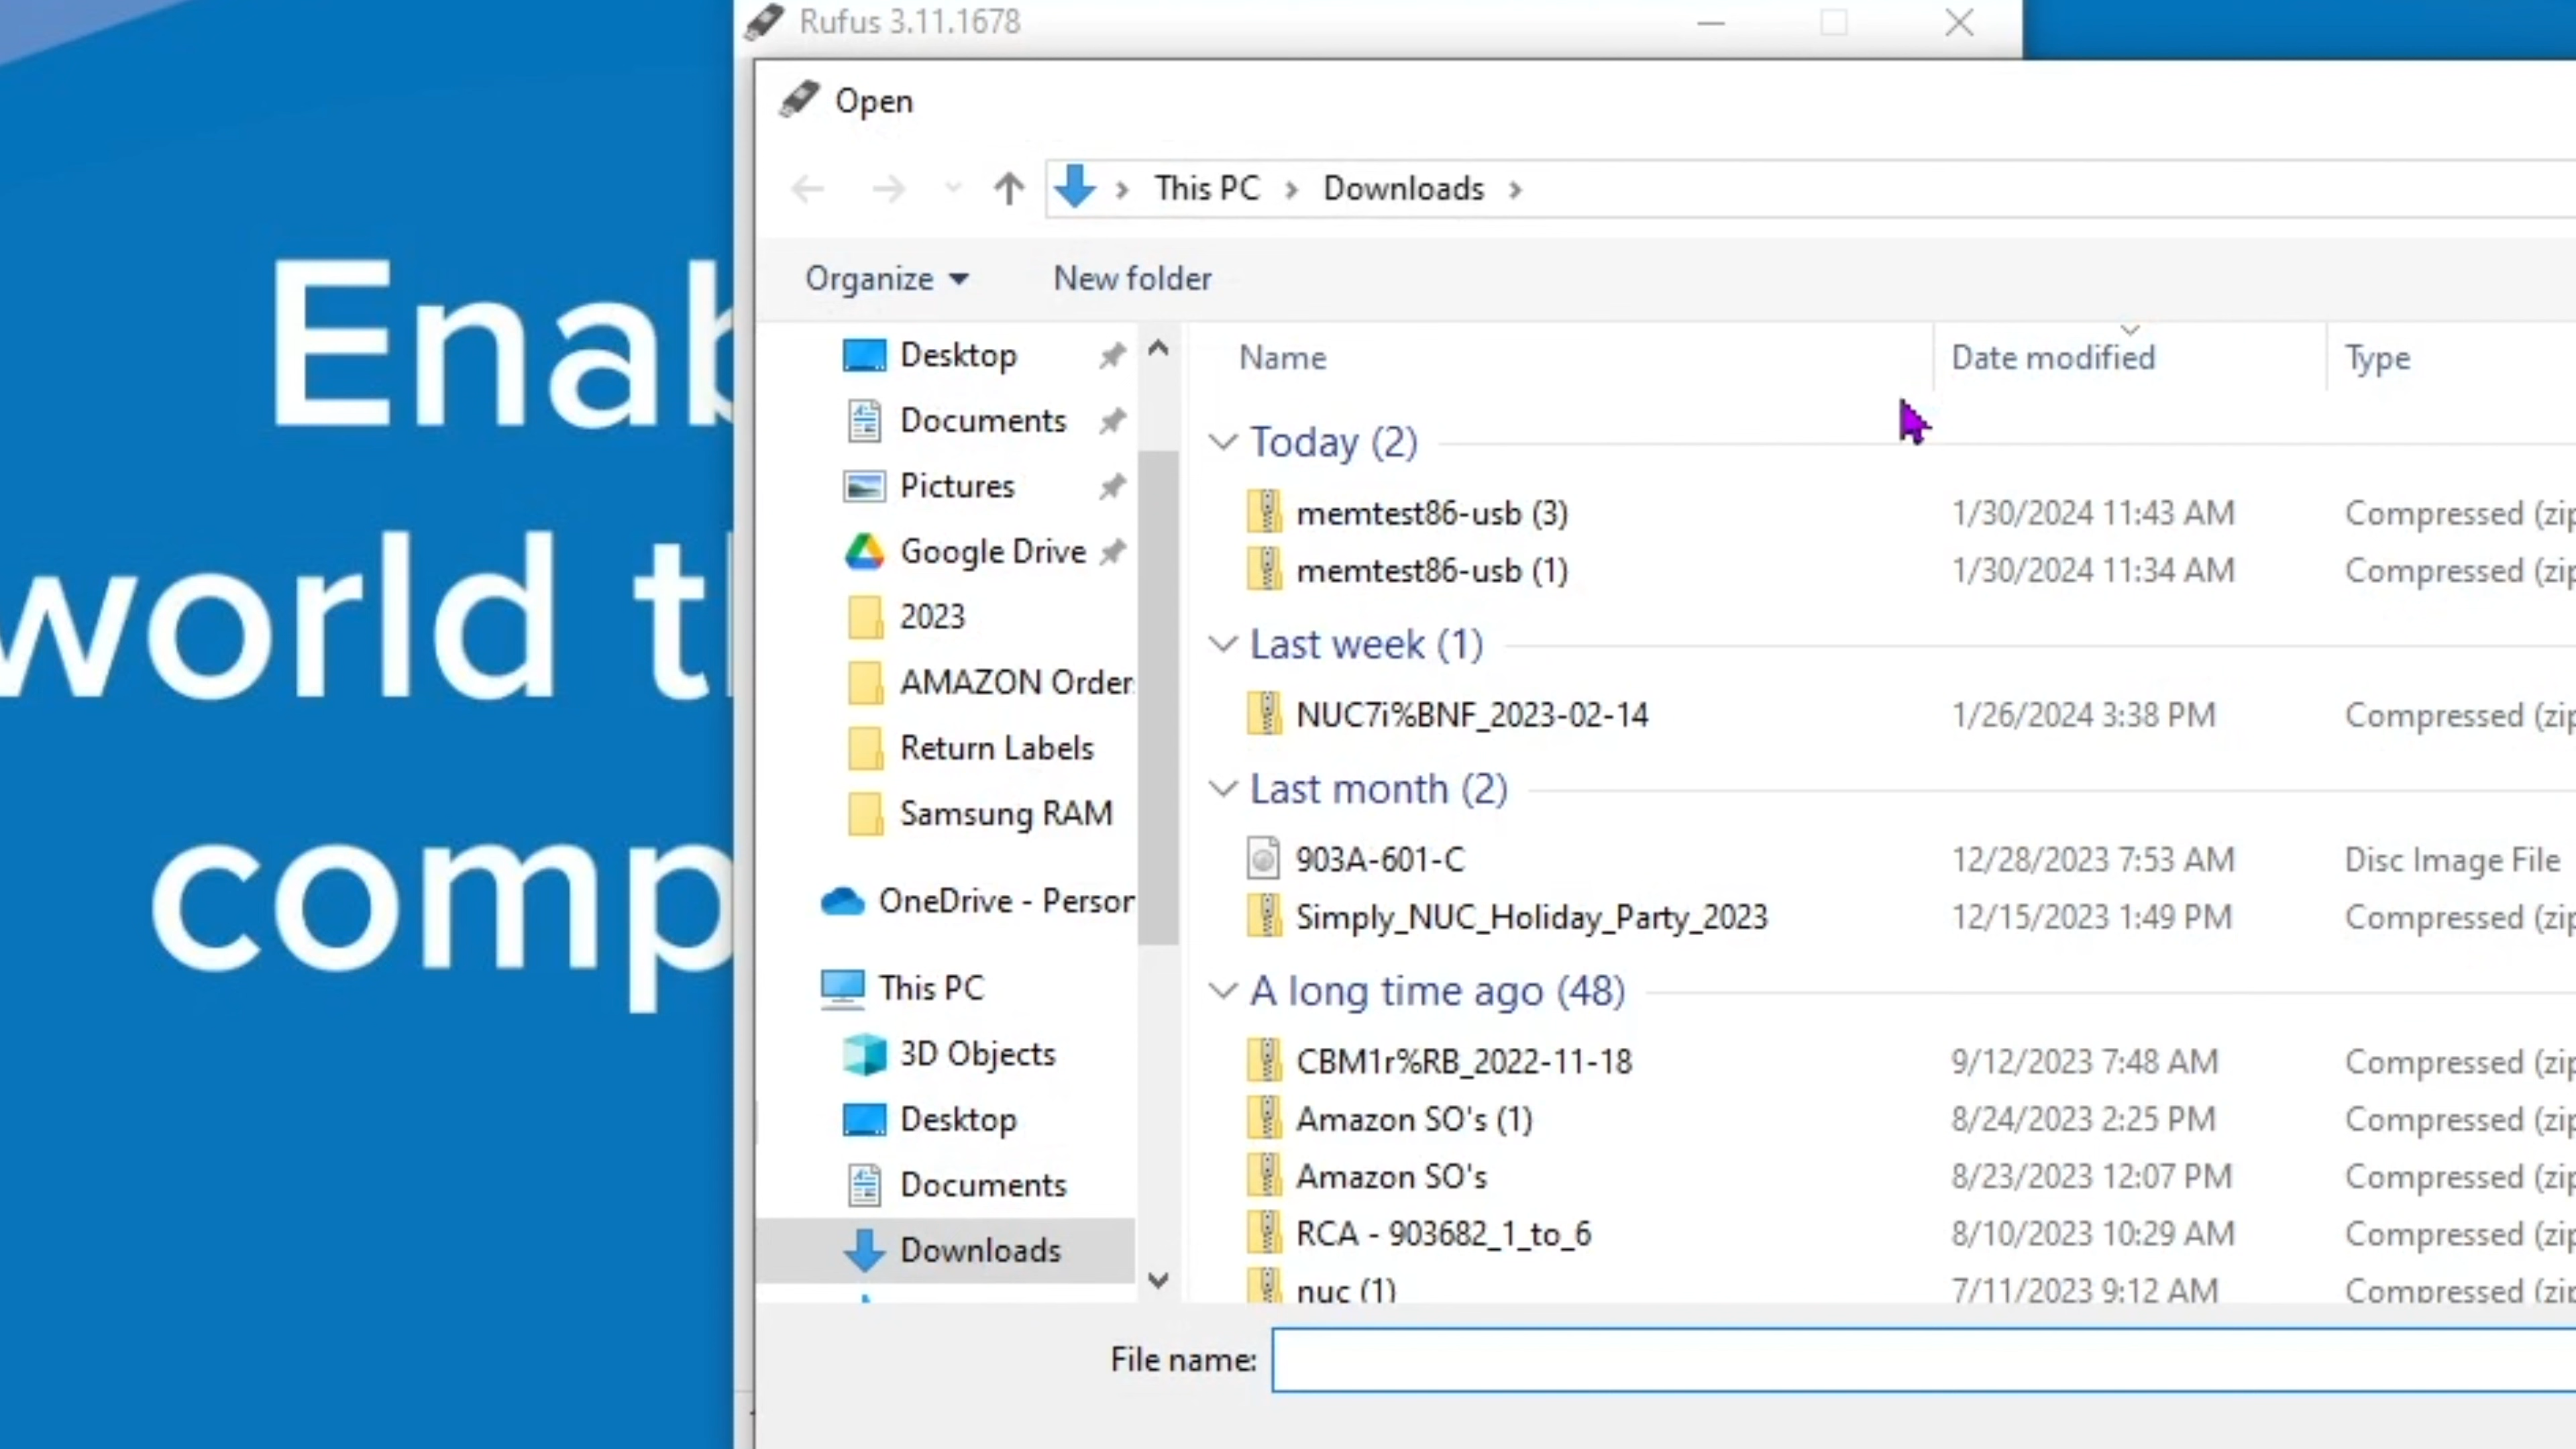 Rufus 3.11.1678
Open
This PC
Downloads
Organize
New folder
Name
Date modified
Type
Desktop
Documents
Pictures
Google Drive
2023
AMAZON Order
Return Labels
Samsung RAM
OneDrive - Person
This PC
3D Objects
Desktop
Documents
Downloads
Today (2)
memtest86-usb (3) 1/30/2024 11:43 AM Compressed (zip
memtest86-usb (1) 1/30/2024 11:34 AM Compressed (zip
Last week (1)
NUC7i%BNF_2023-02-14 1/26/2024 3:38 PM Compressed (zip
Last month (2)
903A-601-C 12/28/2023 7:53 AM Disc Image File
Simply_NUC_Holiday_Party_2023 12/15/2023 1:49 PM Compressed (zip
A long time ago (48)
CBM1r%RB_2022-11-18 9/12/2023 7:48 AM Compressed (zip
Amazon SO's (1) 8/24/2023 2:25 PM Compressed (zip
Amazon SO's 8/23/2023 12:07 PM Compressed (zip
RCA - 903682_1_to_6 8/10/2023 10:29 AM Compressed (zip
nuc (1) 7/11/2023 9:12 AM Compressed (zip
File name:
Enab
world t
comp